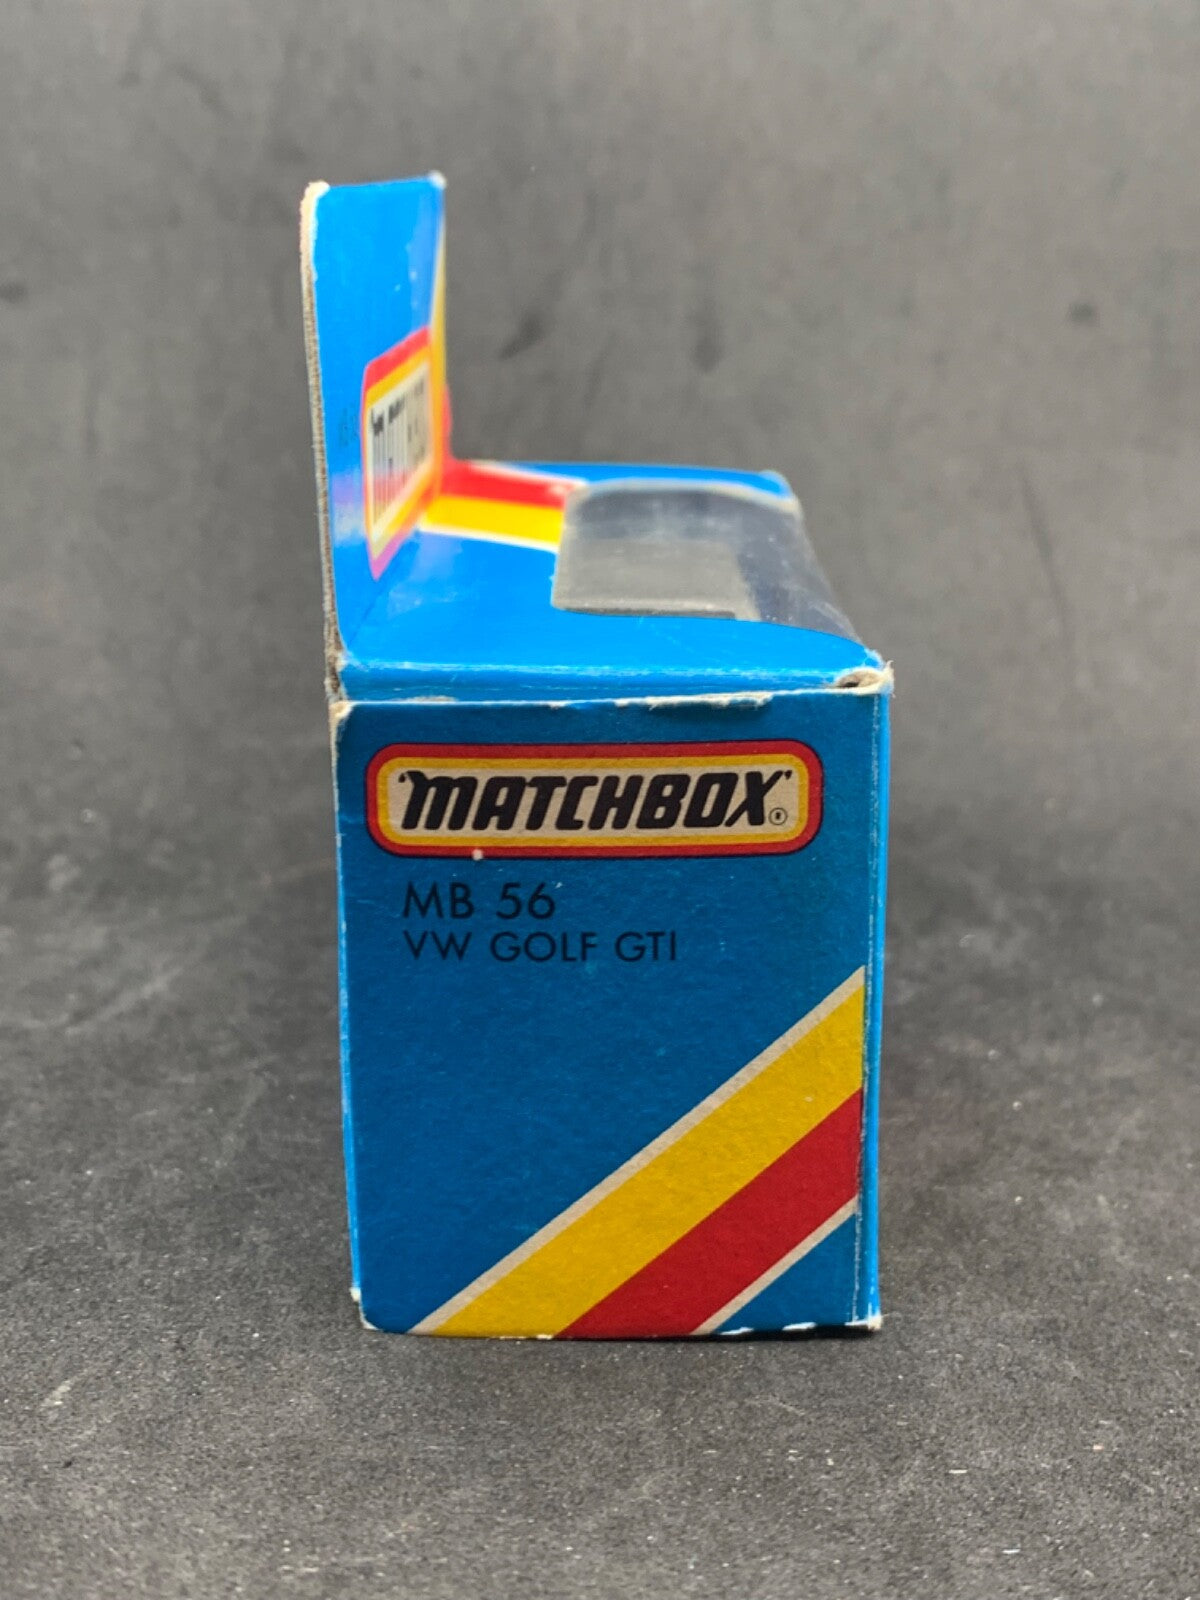 'MATCHBOX'®
MB 56
VW GOLF GTI